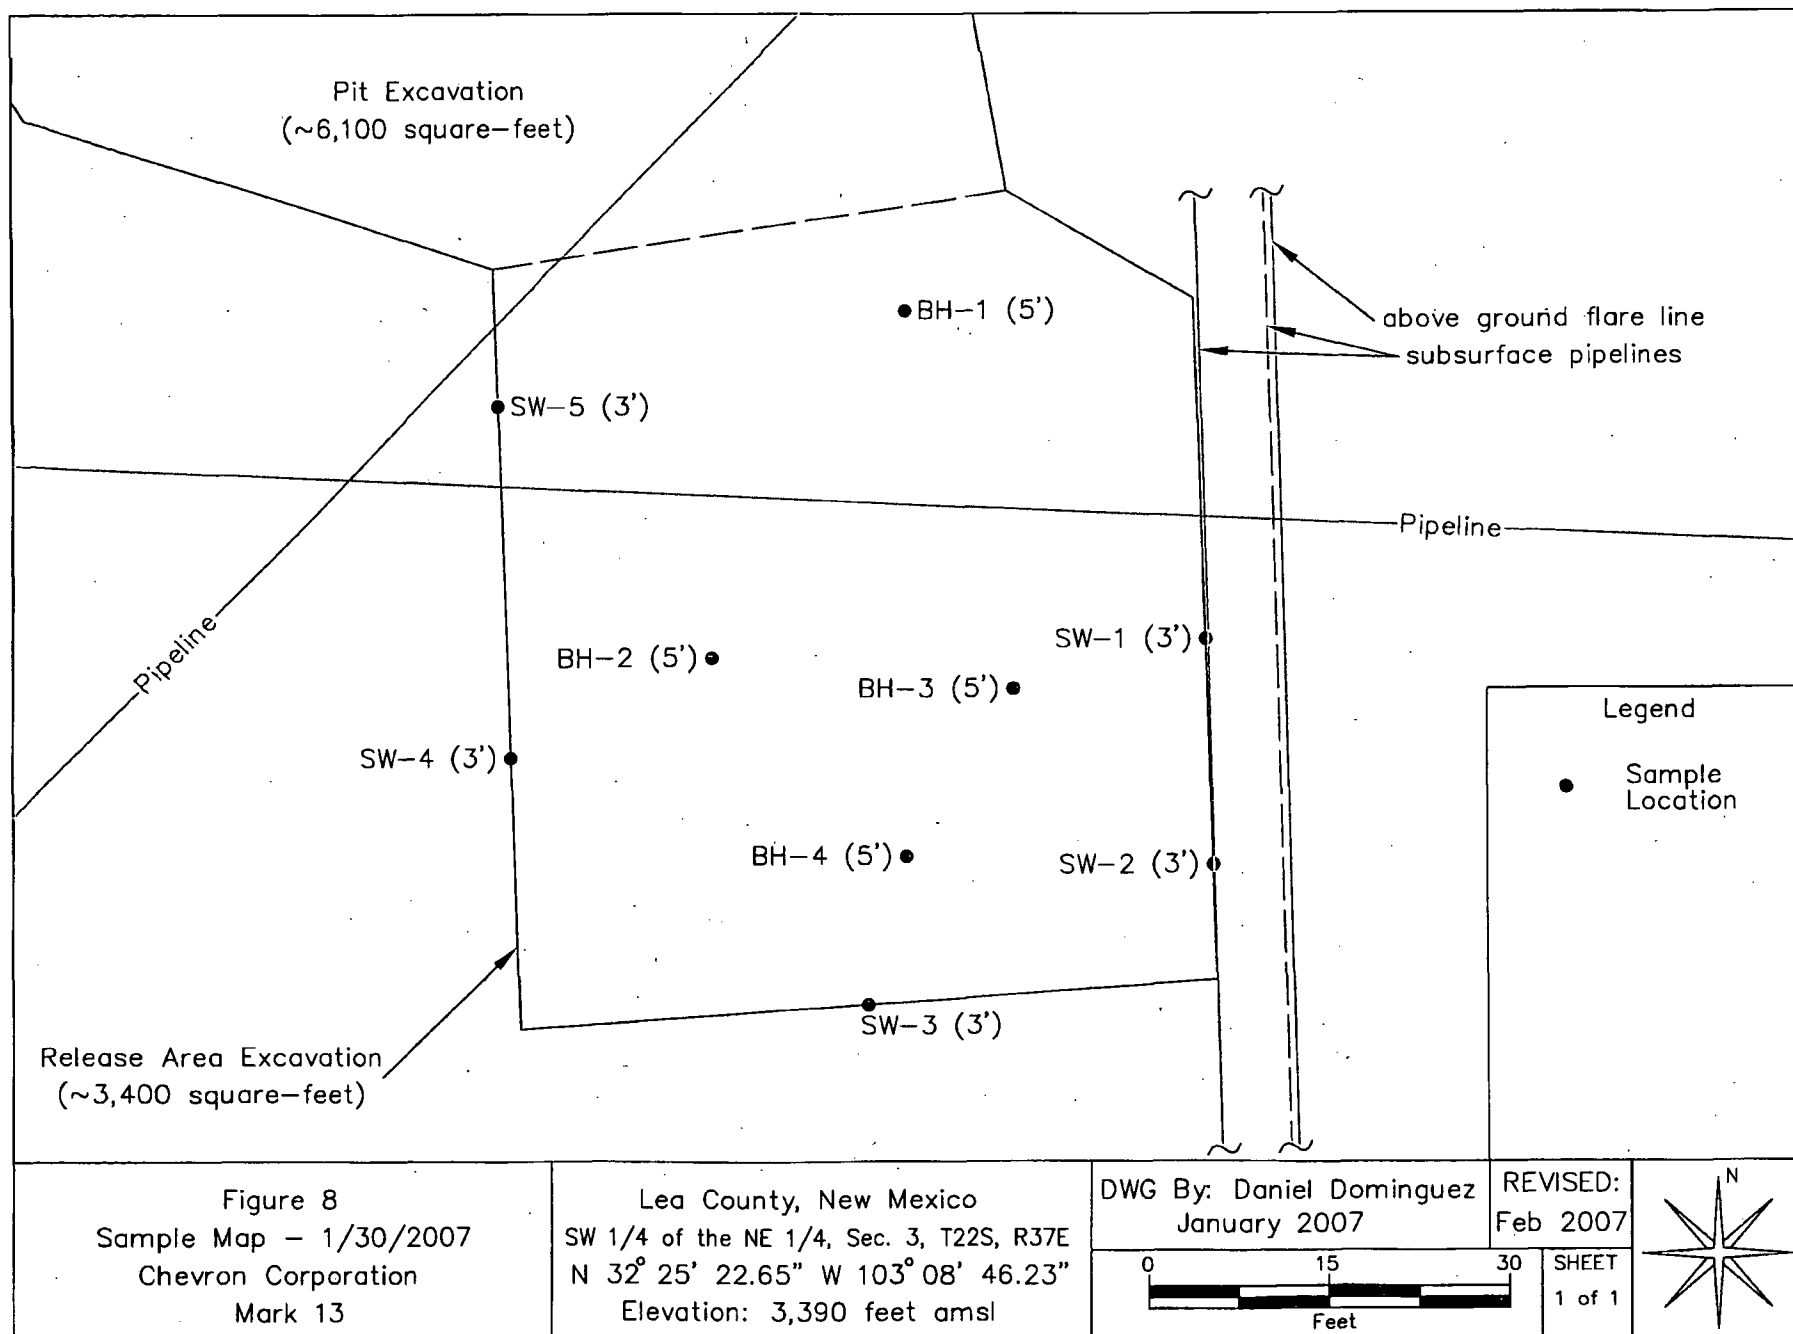 Pit Excavation
(~6,100 square-feet)
BH-1 (5')
above ground flare line
subsurface pipelines
SW-5 (3')
Pipeline
Pipeline
SW-1 (3')
BH-2 (5')
BH-3 (5')
Legend
Sample
Location
SW-4 (3')
BH-4 (5')
SW-2 (3')
SW-3 (3')
Release Area Excavation
(~3,400 square-feet)
Figure 8
Sample Map - 1/30/2007
Chevron Corporation
Mark 13
Lea County, New Mexico
SW 1/4 of the NE 1/4, Sec. 3, T22S, R37E
N 32° 25' 22.65" W 103° 08' 46.23"
Elevation: 3,390 feet amsl
DWG By: Daniel Dominguez
January 2007
REVISED:
Feb 2007
0 15 30
Feet
SHEET
1 of 1
N